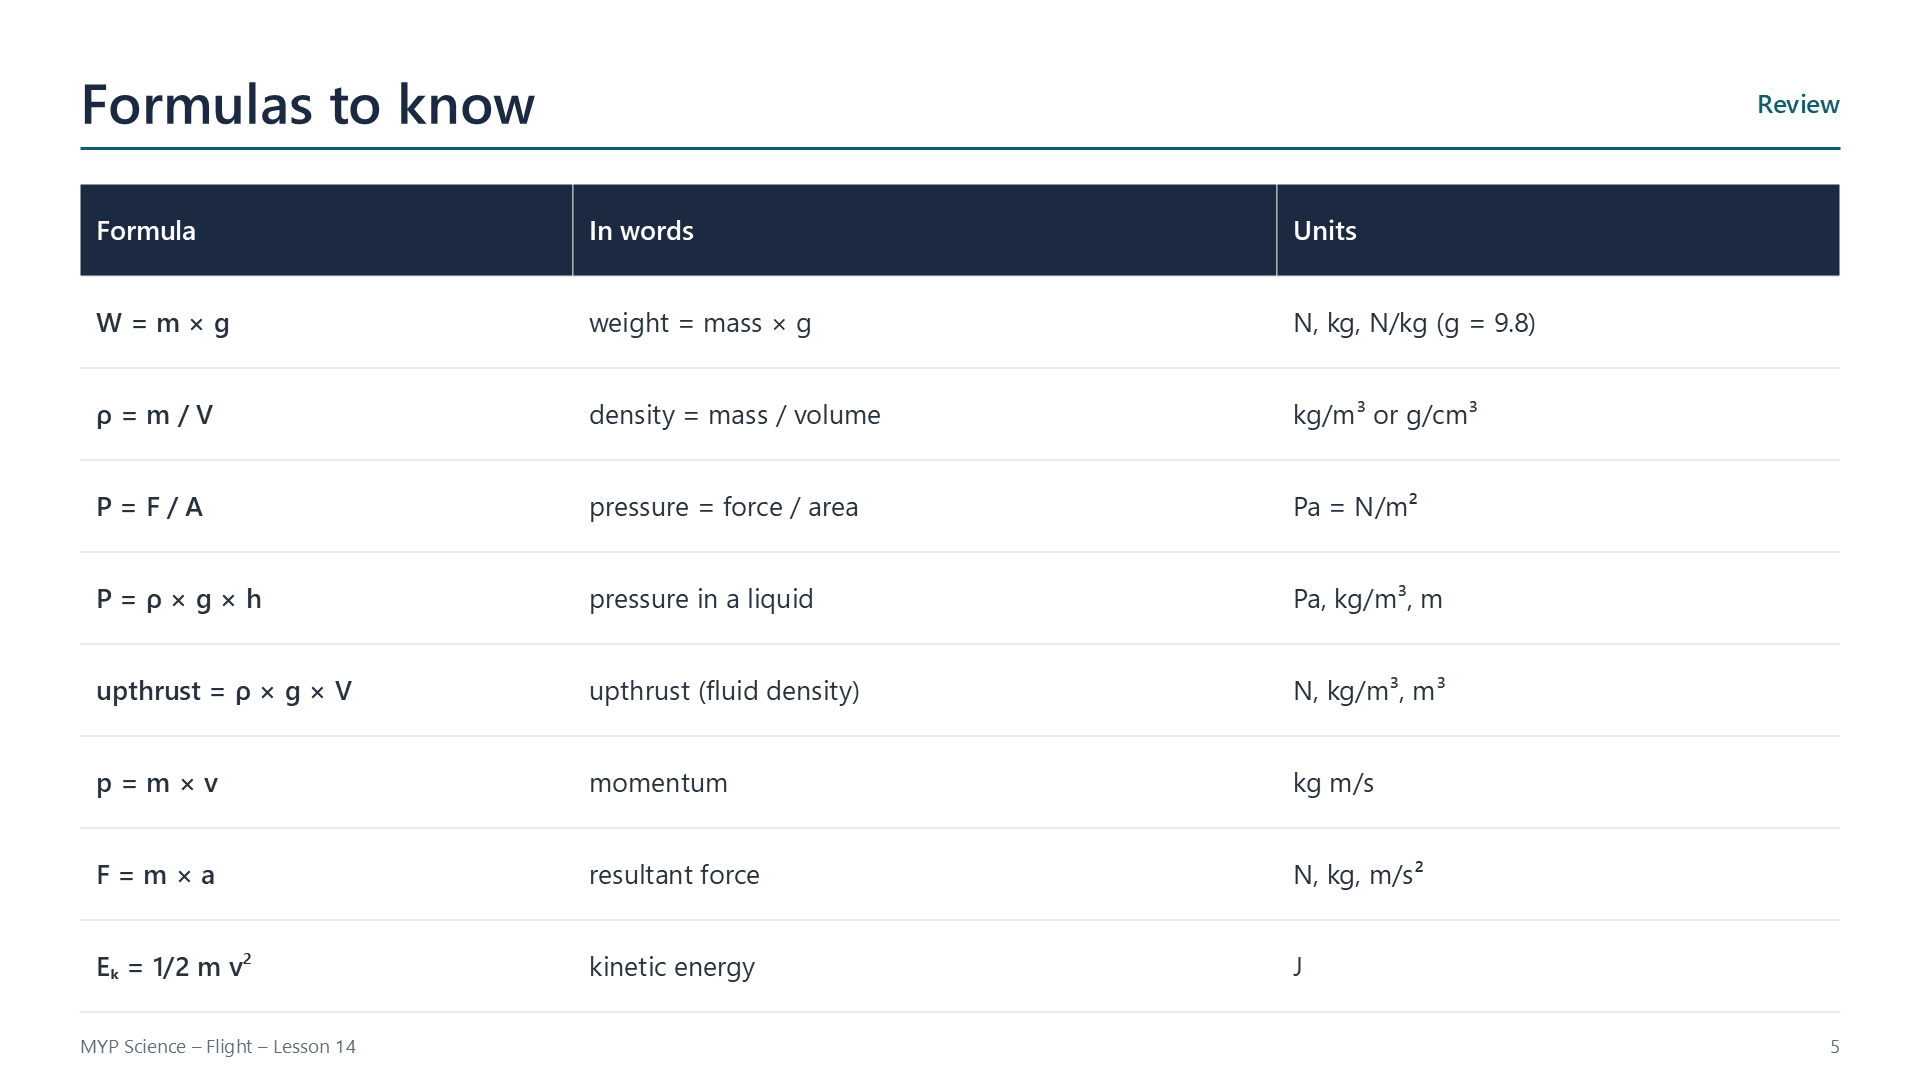 Formulas to know
Review
Formula In words Units
W = m × g weight = mass × g N, kg, N/kg (g = 9.8)
ρ = m / V density = mass / volume kg/m³ or g/cm³
P = F / A pressure = force / area Pa = N/m²
P = ρ × g × h pressure in a liquid Pa, kg/m³, m
upthrust = ρ × g × V upthrust (fluid density) N, kg/m³, m³
p = m × v momentum kg m/s
F = m × a resultant force N, kg, m/s²
Eₖ = 1/2 m v² kinetic energy J
MYP Science – Flight – Lesson 14 5